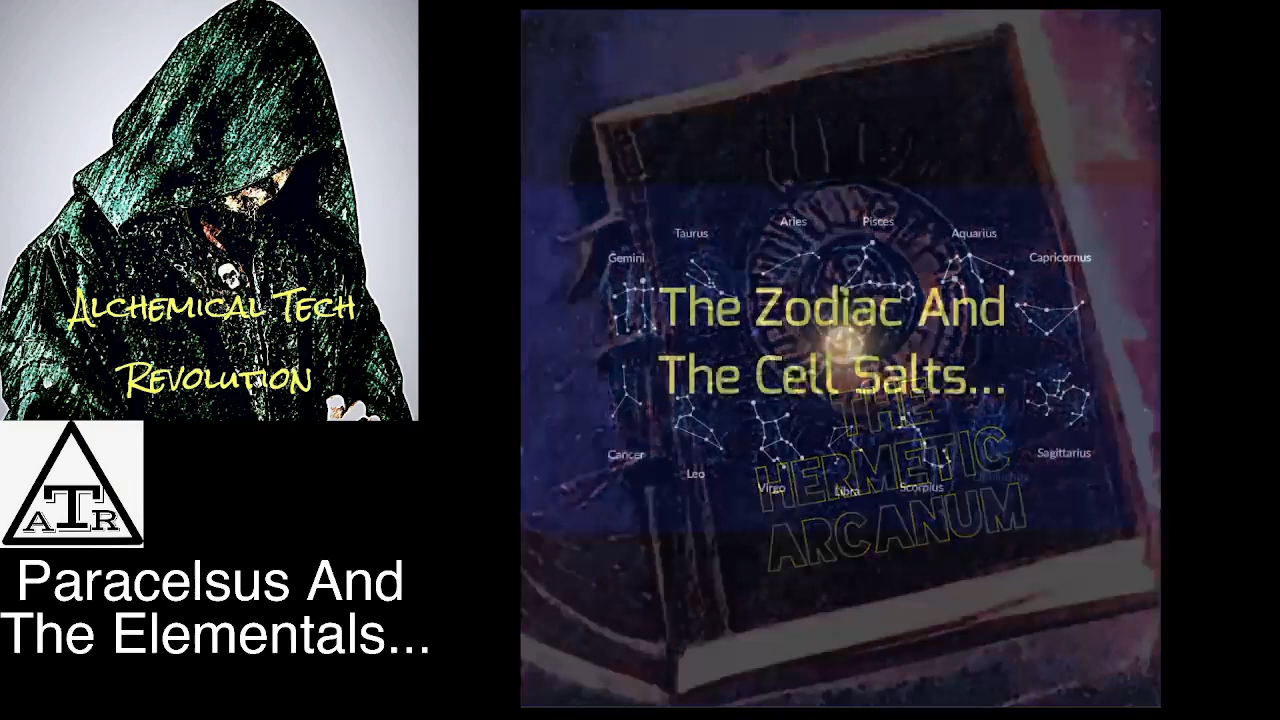 Alchemical Tech
Revolution
ATR
Paracelsus And
The Elementals...
Aries
Pisces
Taurus
Aquarius
Gemini
Capricornus
The Zodiac And
The Cell Salts...
THE
HERMETIC
ARCANUM
Cancer
Leo
Virgo
Libra
Scorpius
Sagittarius